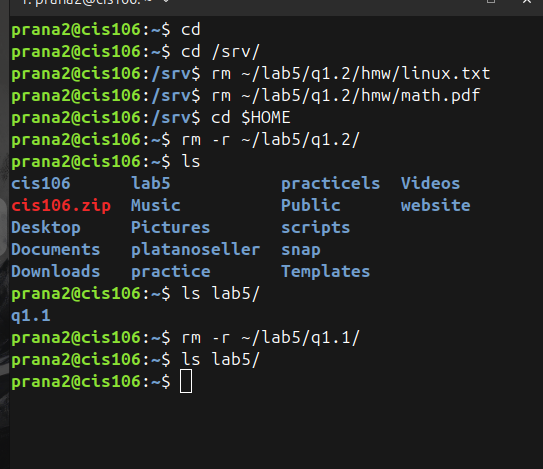 prana2@cis106: ~
prana2@cis106:~$ cd
prana2@cis106:~$ cd /srv/
prana2@cis106:/srv$ rm ~/lab5/q1.2/hmw/linux.txt
prana2@cis106:/srv$ rm ~/lab5/q1.2/hmw/math.pdf
prana2@cis106:/srv$ cd $HOME
prana2@cis106:~$ rm -r ~/lab5/q1.2/
prana2@cis106:~$ ls
cis106 lab5 practicels Videos
cis106.zip Music Public website
Desktop Pictures scripts
Documents platanoseller snap
Downloads practice Templates
prana2@cis106:~$ ls lab5/
q1.1
prana2@cis106:~$ rm -r ~/lab5/q1.1/
prana2@cis106:~$ ls lab5/
prana2@cis106:~$